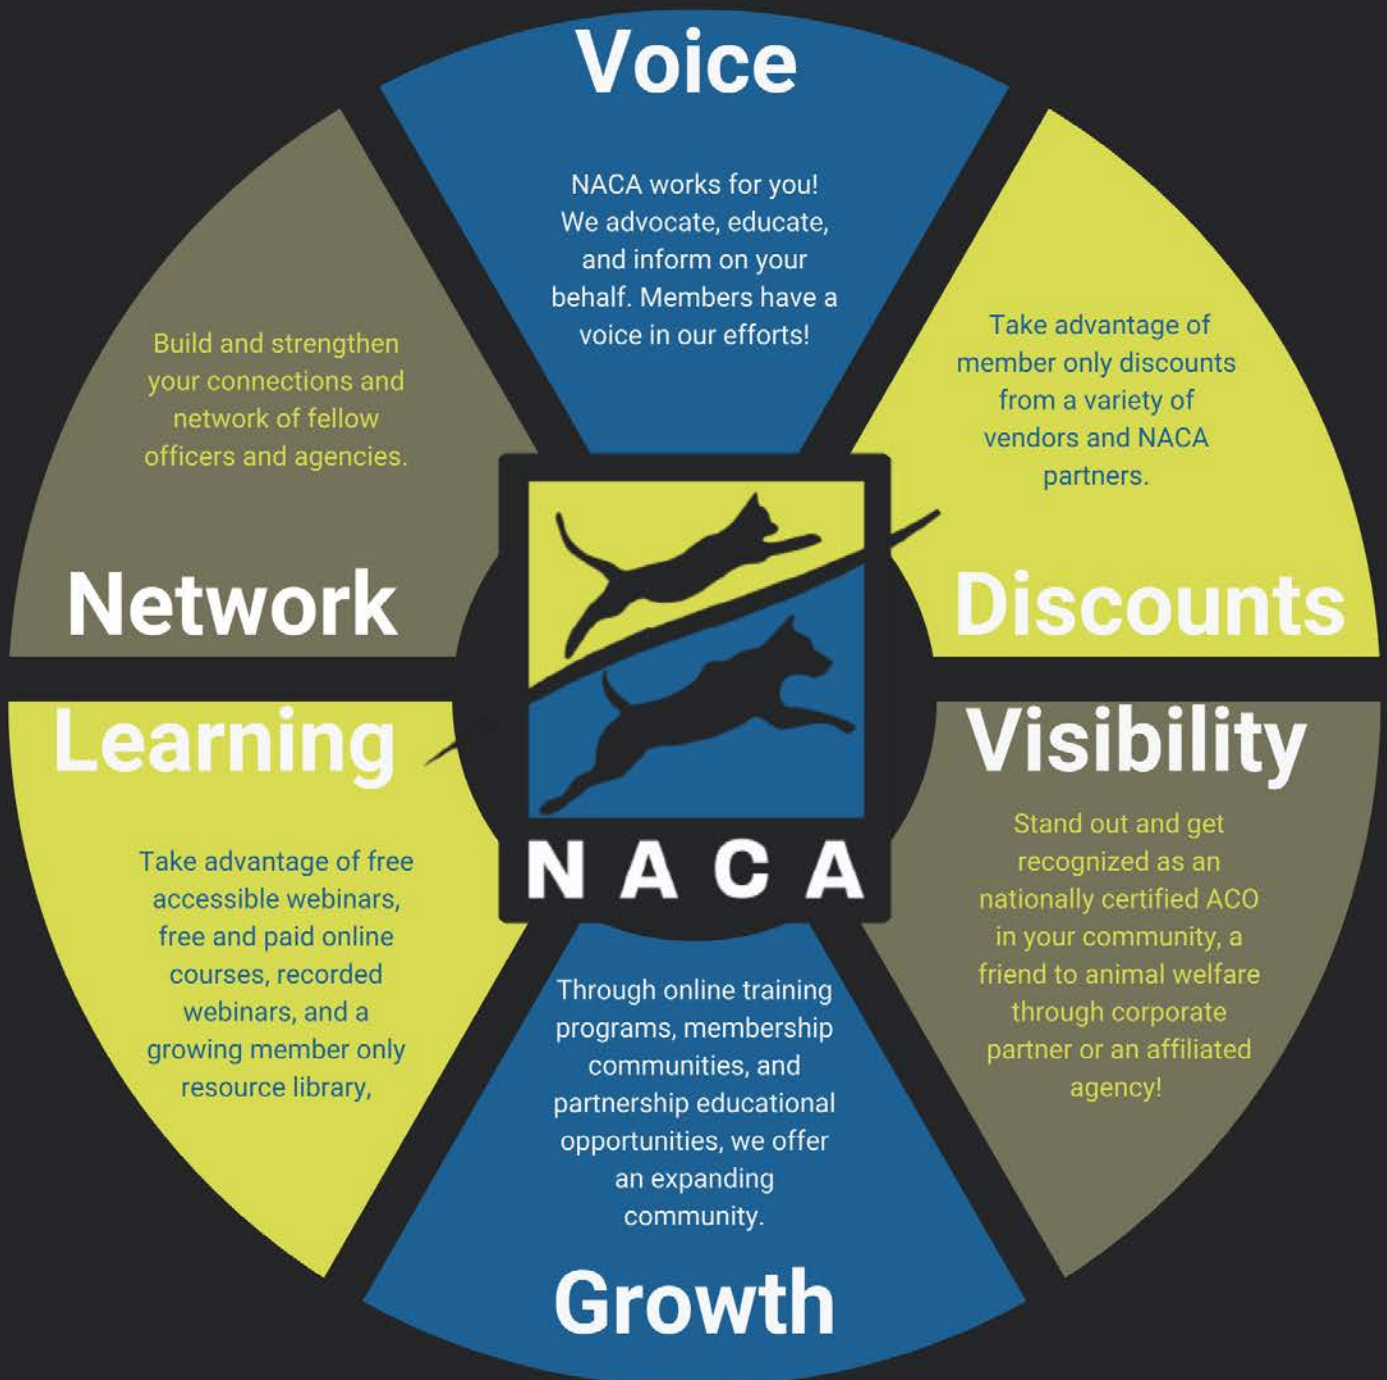 Voice
NACA works for you!
We advocate, educate,
and inform on your
behalf. Members have a
voice in our efforts!
Take advantage of
member only discounts
from a variety of
vendors and NACA
partners.
Discounts
Visibility
Stand out and get
recognized as an
nationally certified ACO
in your community, a
friend to animal welfare
through corporate
partner or an affiliated
agency!
Through online training
programs, membership
communities, and
partnership educational
opportunities, we offer
an expanding
community.
Growth
Learning
Take advantage of free
accessible webinars,
free and paid online
courses, recorded
webinars, and a
growing member only
resource library,
Build and strengthen
your connections and
network of fellow
officers and agencies.
Network
NACA